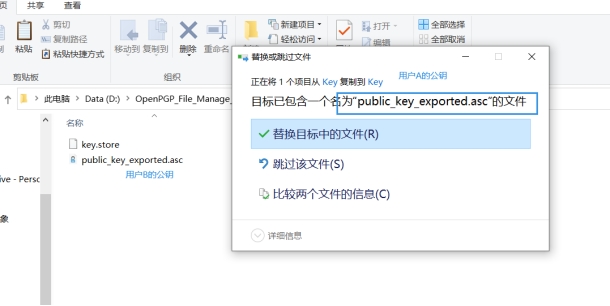 页 共享 查看
剪切
复制路径
粘贴快捷方式
粘贴
剪贴板
移动到 复制到 删除 重命名
组织
新建项目
轻松访问
打开
编辑
全部选择
全部取消
替换或跳过文件
正在将 1 个项目从 Key 复制到 Key
用户A的公钥
目标已包含一个名为"public_key_exported.asc"的文件
替换目标中的文件(R)
跳过该文件(S)
比较两个文件的信息(C)
详细信息
此电脑 Data (D:) OpenPGP_File_Manage_
名称
key.store
public_key_exported.asc
用户B的公钥
ive - Perso
象